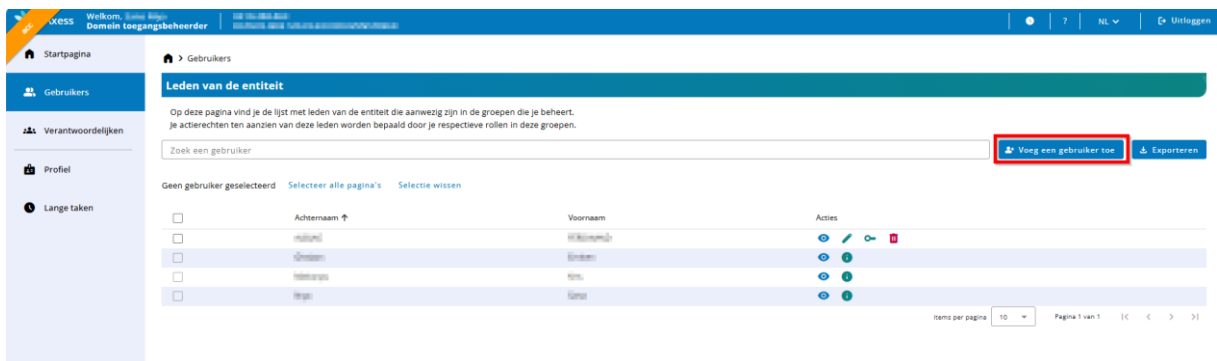 ACC xess Welkom,
Domein toegangsbeheerder
? NL Uitloggen
Startpagina
Gebruikers
Verantwoordelijken
Profiel
Lange taken
> Gebruikers
Leden van de entiteit
Op deze pagina vind je de lijst met leden van de entiteit die aanwezig zijn in de groepen die je beheert.
Je actierechten ten aanzien van deze leden worden bepaald door je respectieve rollen in deze groepen.
Zoek een gebruiker
Voeg een gebruiker toe Exporteren
Geen gebruiker geselecteerd Selecteer alle pagina's Selectie wissen
Achternaam ↑ Voornaam Acties
Items per pagina 10 Pagina 1 van 1 |< < > >|